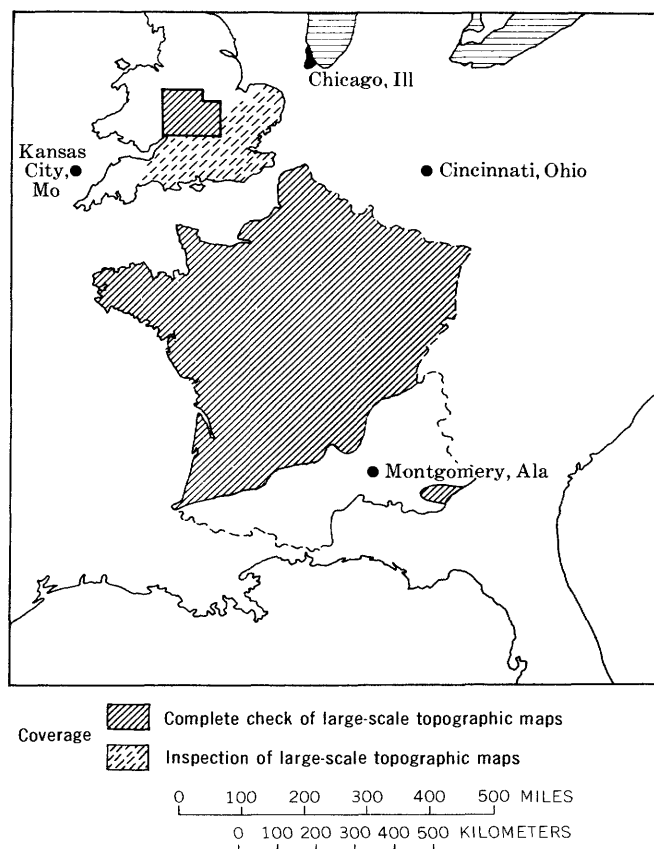 Chicago, Ill
Kansas
City,
Mo
Cincinnati, Ohio
Montgomery, Ala
Coverage
Complete check of large-scale topographic maps
Inspection of large-scale topographic maps
0 100 200 300 400 500 MILES
0 100 200 300 400 500 KILOMETERS